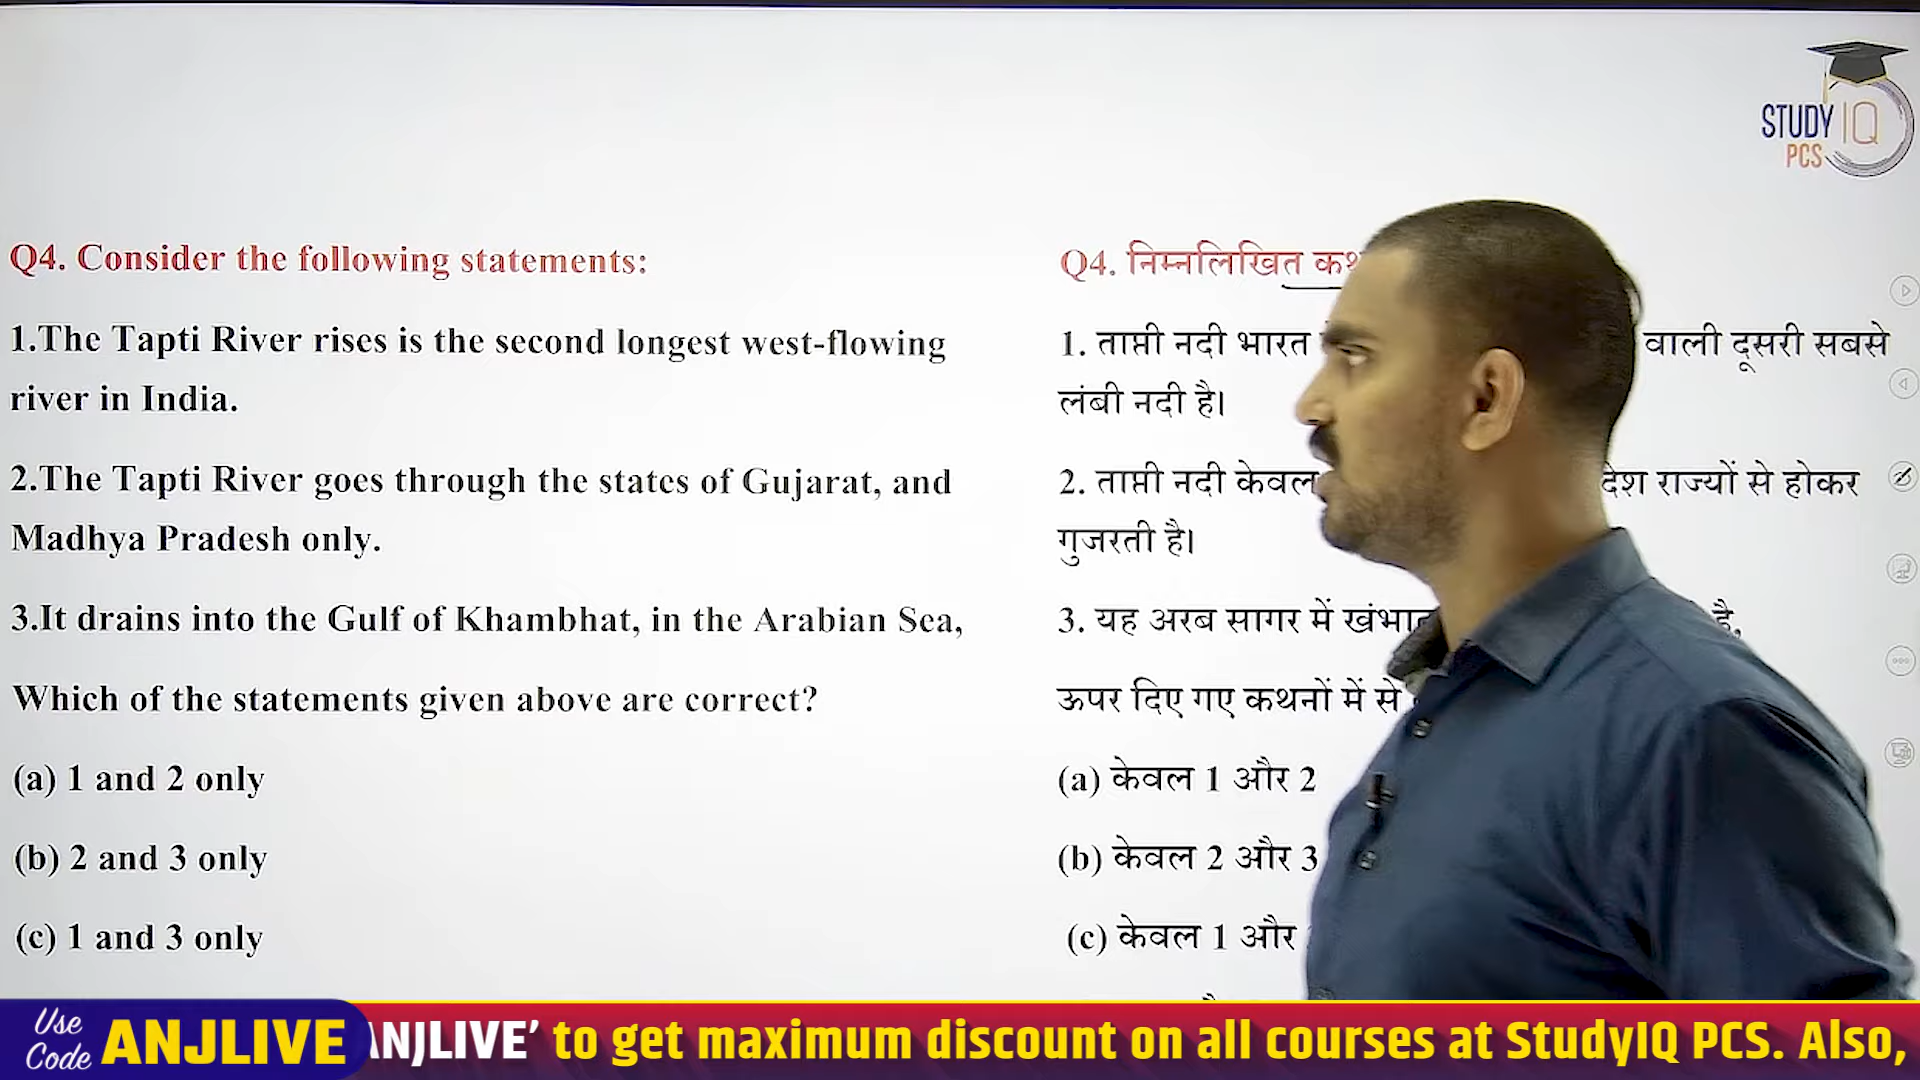 STUDY IQ
PCS
Q4. Consider the following statements:
1.The Tapti River rises is the second longest west-flowing
river in India.
2.The Tapti River goes through the states of Gujarat, and
Madhya Pradesh only.
3.It drains into the Gulf of Khambhat, in the Arabian Sea,
Which of the statements given above are correct?
(a) 1 and 2 only
(b) 2 and 3 only
(c) 1 and 3 only
Q4. निम्नलिखित
1. ताप्ती नदी भारत वाली दूसरी सबसे
लंबी नदी है।
2. ताप्ती नदी केवल राज्यों से होकर
गुजरती है।
3. यह अरब सागर में है,
ऊपर दिए गए कथनों में से
(a) केवल 1 और 2
(b) केवल 2 और 3
(c) केवल 1 और
Use Code ANJLIVE ANJLIVE’ to get maximum discount on all courses at StudyIQ PCS. Also,